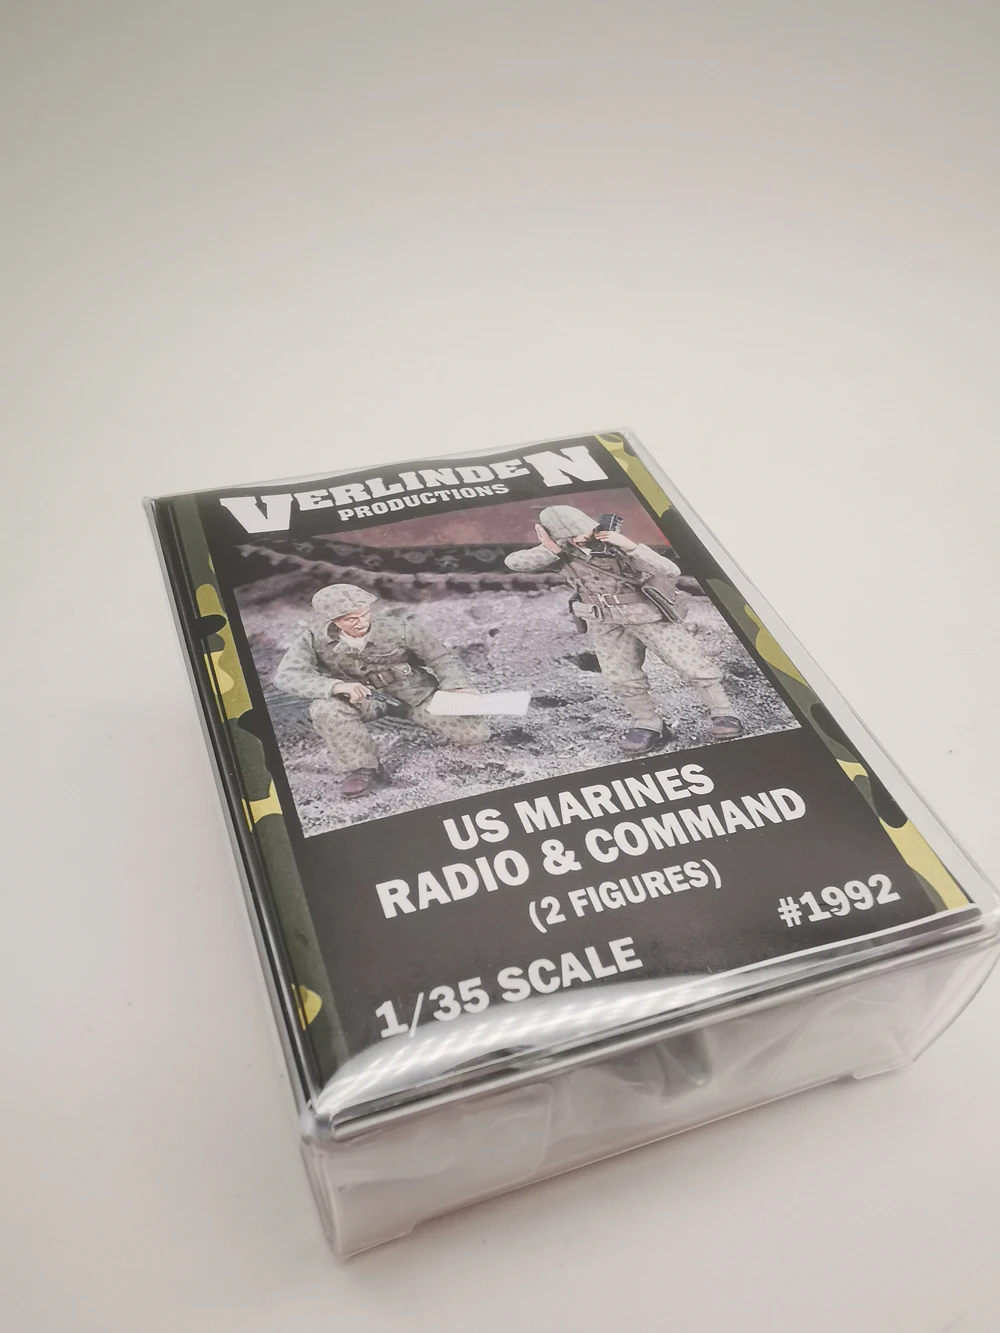 VERLINDEN
PRODUCTIONS
US MARINES
RADIO & COMMAND
(2 FIGURES)
#1992
1/35 SCALE